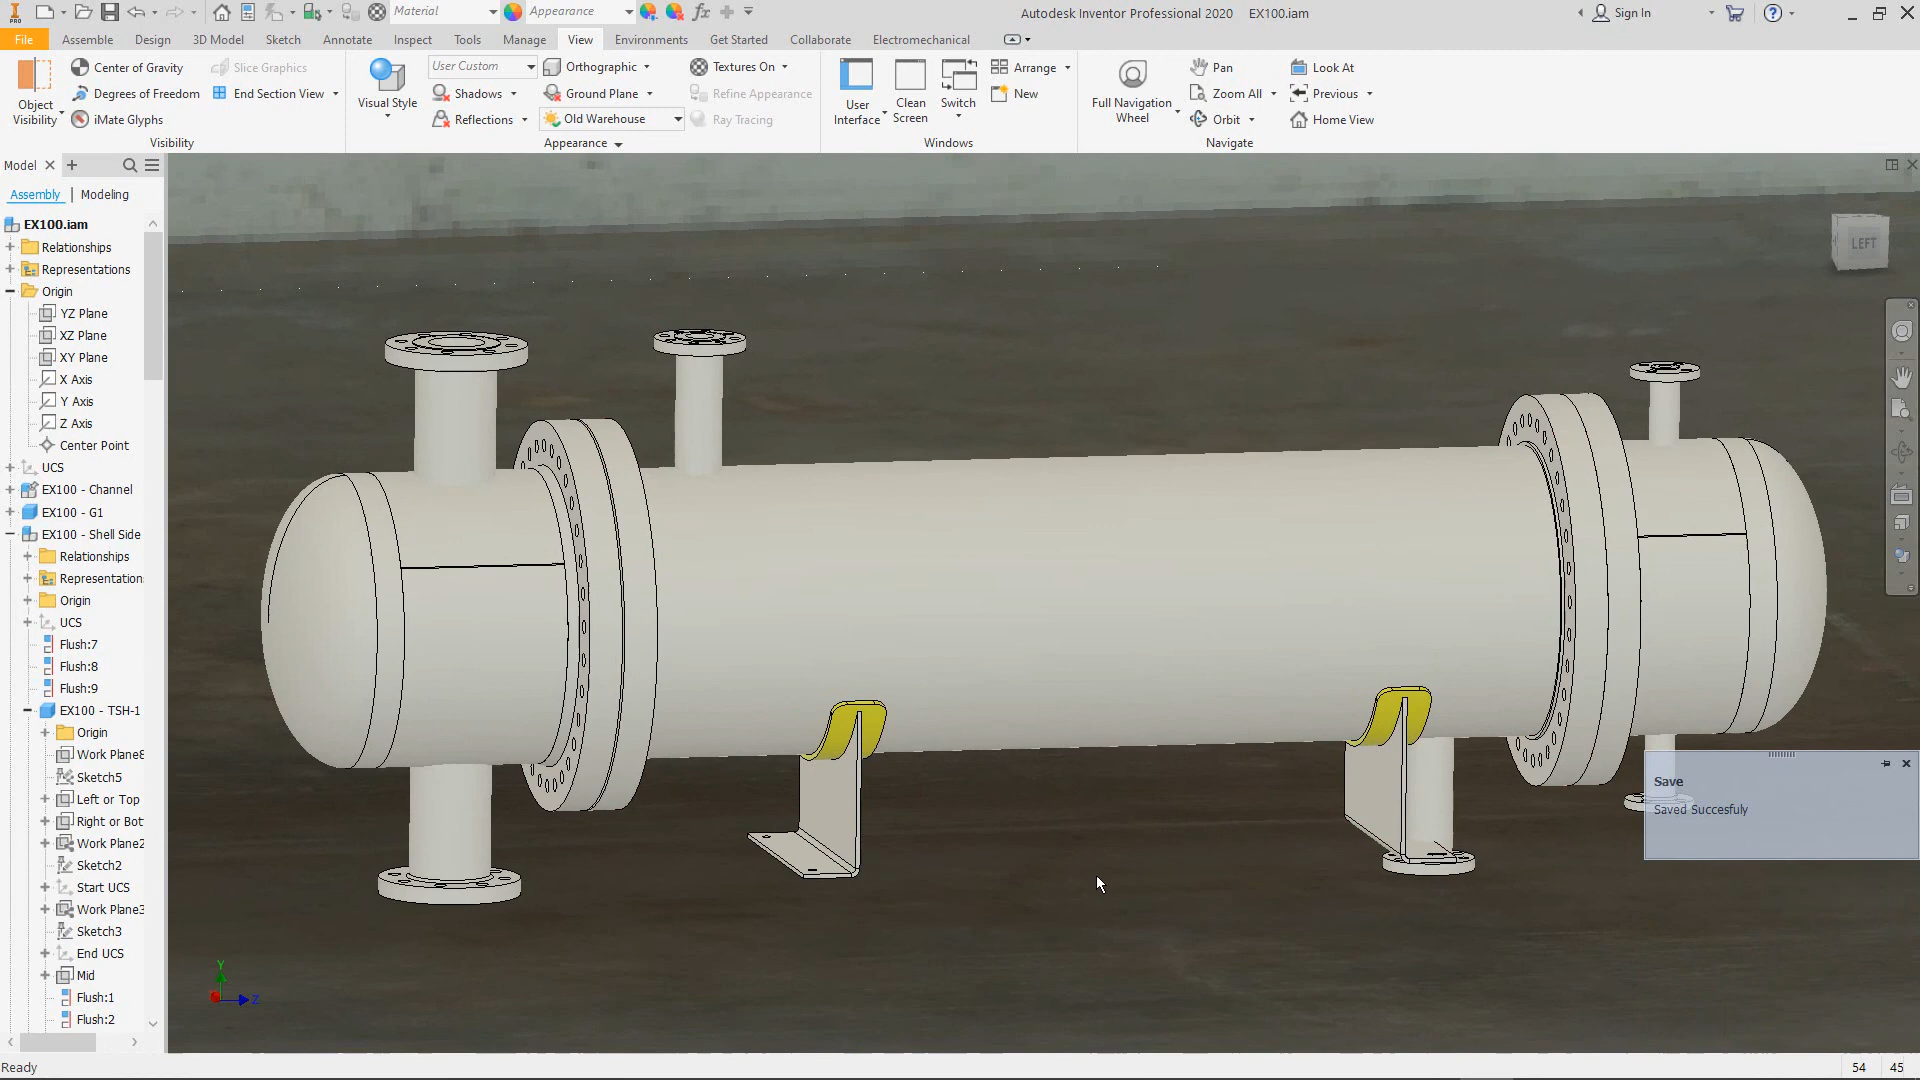 PRO
Material
Appearance
fx
Autodesk Inventor Professional 2020 EX100.iam
Sign In
File Assemble Design 3D Model Sketch Annotate Inspect Tools Manage View Environments Get Started Collaborate Electromechanical
Object
Visibility
Center of Gravity
Degrees of Freedom
iMate Glyphs
Slice Graphics
End Section View
Visibility
Visual Style
User Custom
Shadows
Reflections
Orthographic
Ground Plane
Old Warehouse
Textures On
Refine Appearance
Ray Tracing
Appearance
User
Interface
Clean
Screen
Switch
Arrange
New
Windows
Full Navigation
Wheel
Pan
Zoom All
Orbit
Look At
Previous
Home View
Navigate
Model
Assembly | Modeling
EX100.iam
Relationships
Representations
Origin
YZ Plane
XZ Plane
XY Plane
X Axis
Y Axis
Z Axis
Center Point
UCS
EX100 - Channel
EX100 - G1
EX100 - Shell Side
Relationships
Representation
Origin
UCS
Flush:7
Flush:8
Flush:9
EX100 - TSH-1
Origin
Work Plane8
Sketch5
Left or Top
Right or Bot
Work Plane2
Sketch2
Start UCS
Work Plane3
Sketch3
End UCS
Mid
Flush:1
Flush:2
LEFT
Save
Saved Succesfuly
Y
Z
Ready
54 45